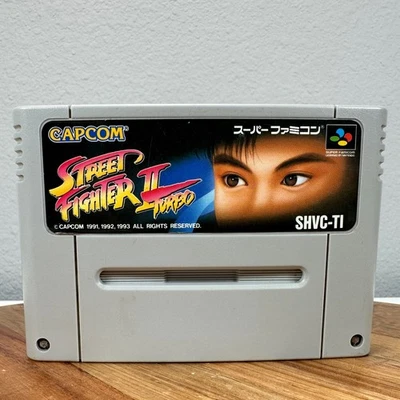 CAPCOM
スーパーファミコン
STREET
FIGHTER II
TURBO
SHVC-TI
© CAPCOM 1991, 1992, 1993 ALL RIGHTS RESERVED.